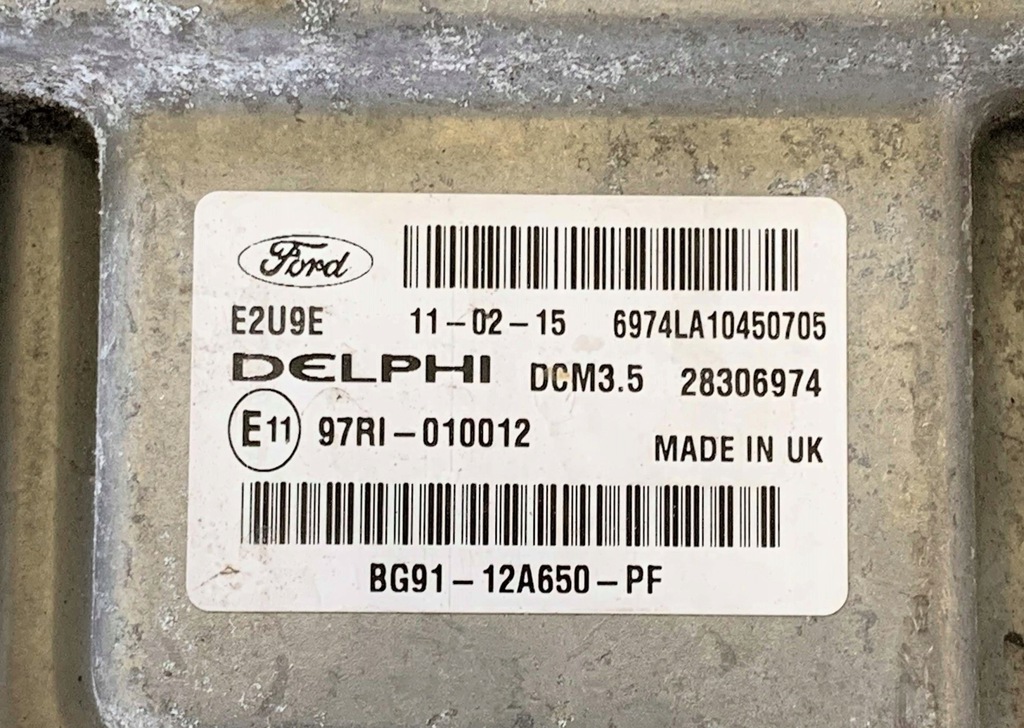 Ford
E2U9E 11-02-15 6974LA10450705
DELPHI DCM3.5 28306974
E11 97RI-010012
MADE IN UK
BG91-12A650-PF